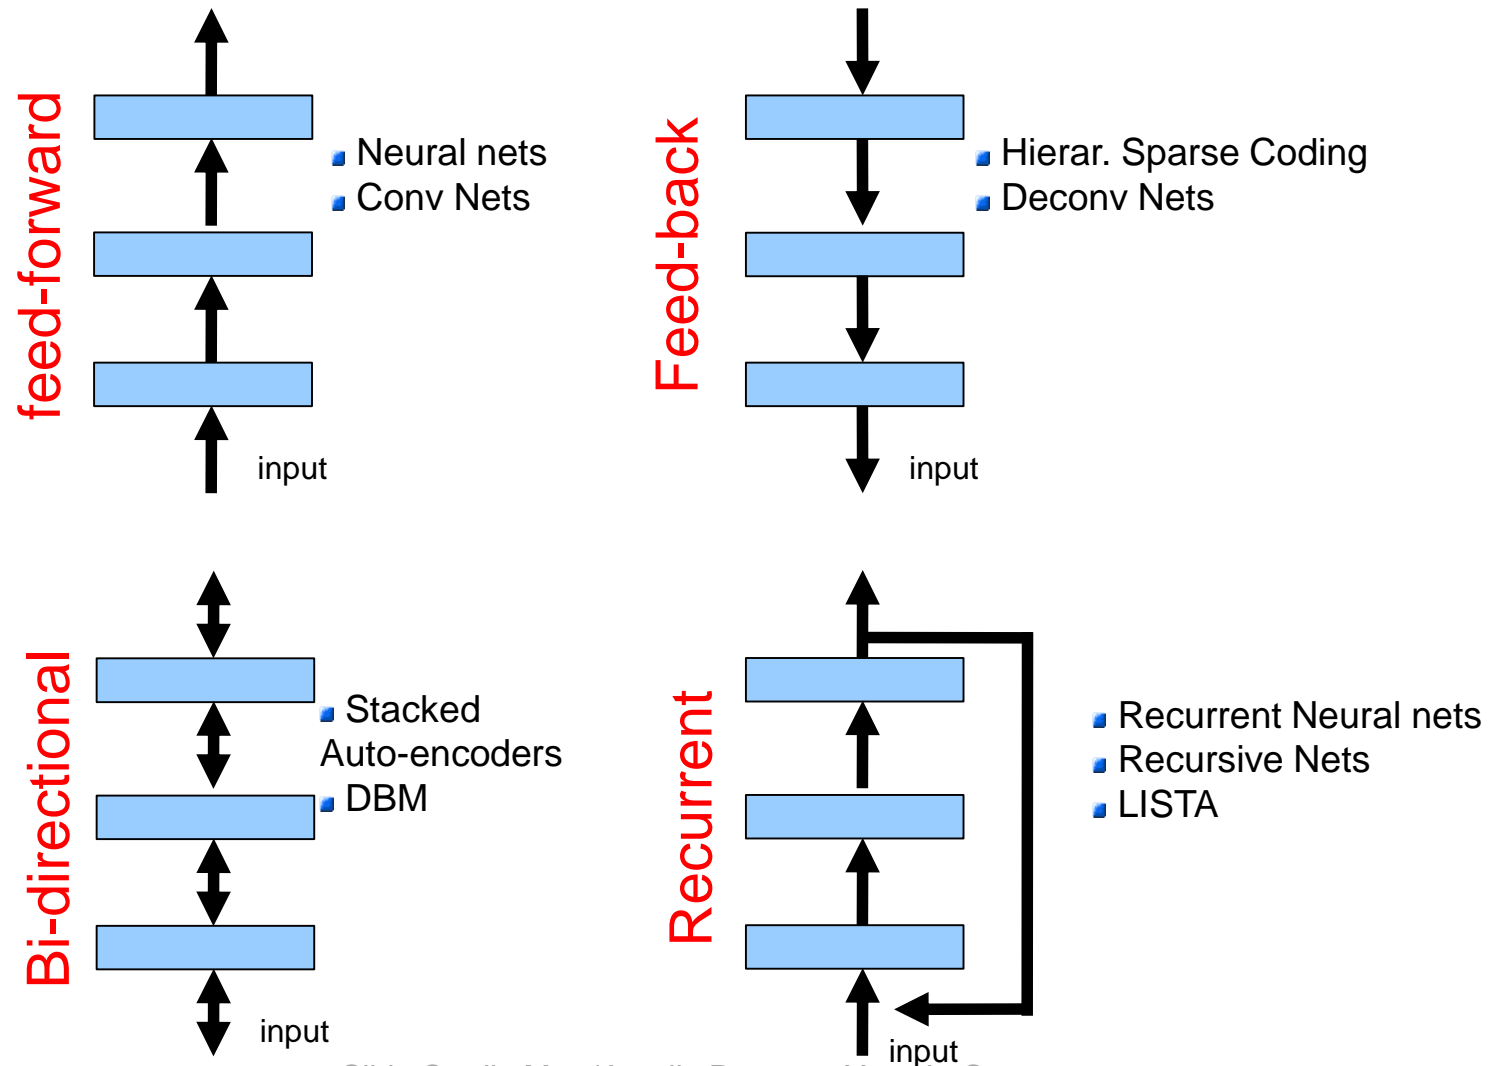 feed-forward
Neural nets
Conv Nets
input
Feed-back
Hierar. Sparse Coding
Deconv Nets
input
Bi-directional
Stacked
Auto-encoders
DBM
input
Recurrent
Recurrent Neural nets
Recursive Nets
LISTA
input